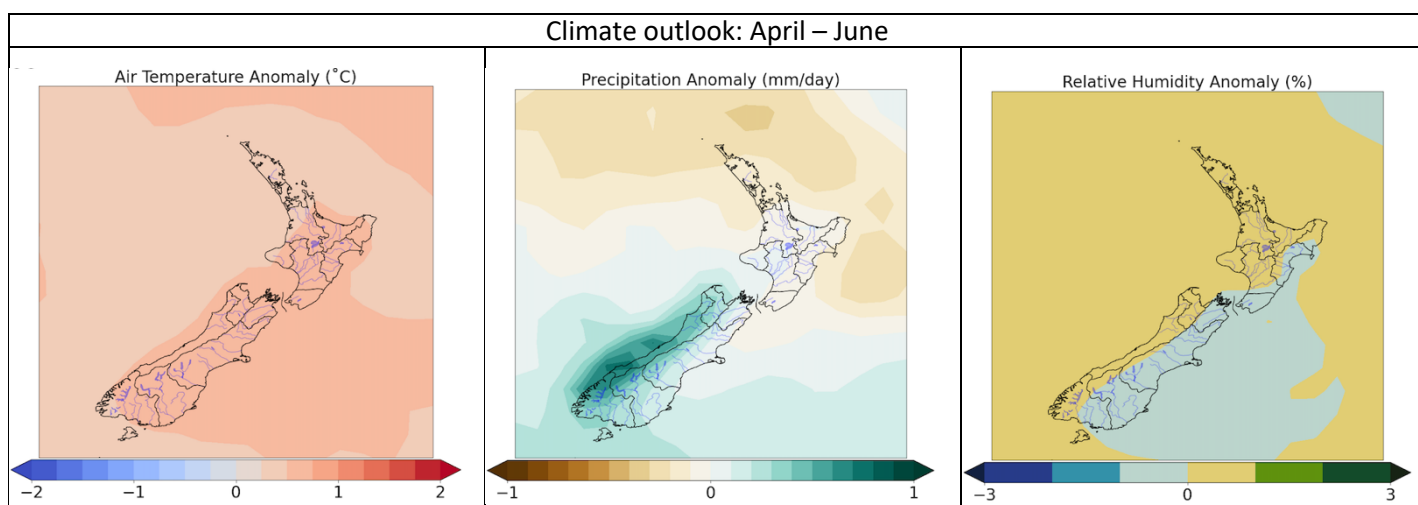 Climate outlook: April – June
Air Temperature Anomaly (˚C)
Precipitation Anomaly (mm/day)
Relative Humidity Anomaly (%)
−2 −1 0 1 2
−1 0 1
−3 0 3